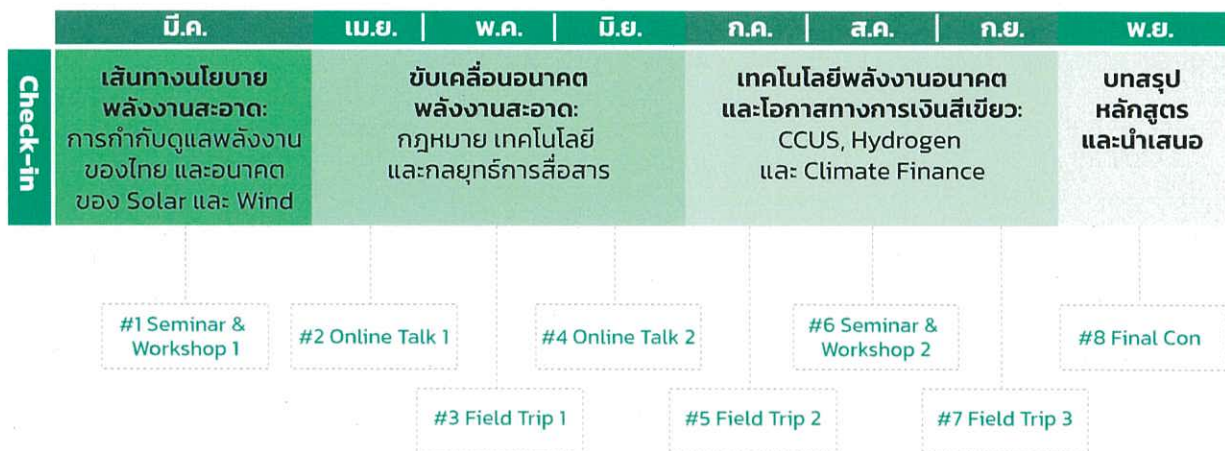 มี.ค.
เม.ย.
พ.ค.
มิ.ย.
ก.ค.
ส.ค.
ก.ย.
พ.ย.
Check-in
เส้นทางนโยบาย
พลังงานสะอาด:
การกำกับดูแลพลังงาน
ของไทย และอนาคต
ของ Solar และ Wind
ขับเคลื่อนอนาคต
พลังงานสะอาด:
กฎหมาย เทคโนโลยี
และกลยุทธ์การสื่อสาร
เทคโนโลยีพลังงานอนาคต
และโอกาสทางการเงินสีเขียว:
CCUS, Hydrogen
และ Climate Finance
บทสรุป
หลักสูตร
และนำเสนอ
#1 Seminar &
Workshop 1
#2 Online Talk 1
#3 Field Trip 1
#4 Online Talk 2
#5 Field Trip 2
#6 Seminar &
Workshop 2
#7 Field Trip 3
#8 Final Con